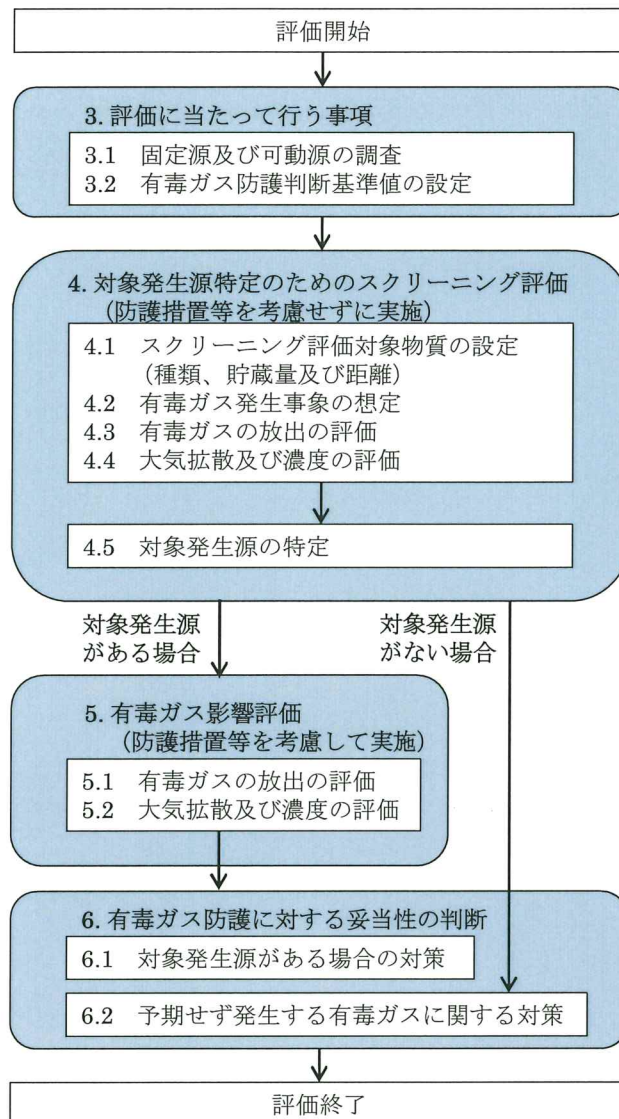 評価開始
3. 評価に当たって行う事項
3.1 固定源及び可動源の調査
3.2 有毒ガス防護判断基準値の設定
4. 対象発生源特定のためのスクリーニング評価
(防護措置等を考慮せずに実施)
4.1 スクリーニング評価対象物質の設定
(種類、貯蔵量及び距離)
4.2 有毒ガス発生事象の想定
4.3 有毒ガスの放出の評価
4.4 大気拡散及び濃度の評価
4.5 対象発生源の特定
対象発生源
がある場合
対象発生源
がない場合
5. 有毒ガス影響評価
(防護措置等を考慮して実施)
5.1 有毒ガスの放出の評価
5.2 大気拡散及び濃度の評価
6. 有毒ガス防護に対する妥当性の判断
6.1 対象発生源がある場合の対策
6.2 予期せず発生する有毒ガスに関する対策
評価終了